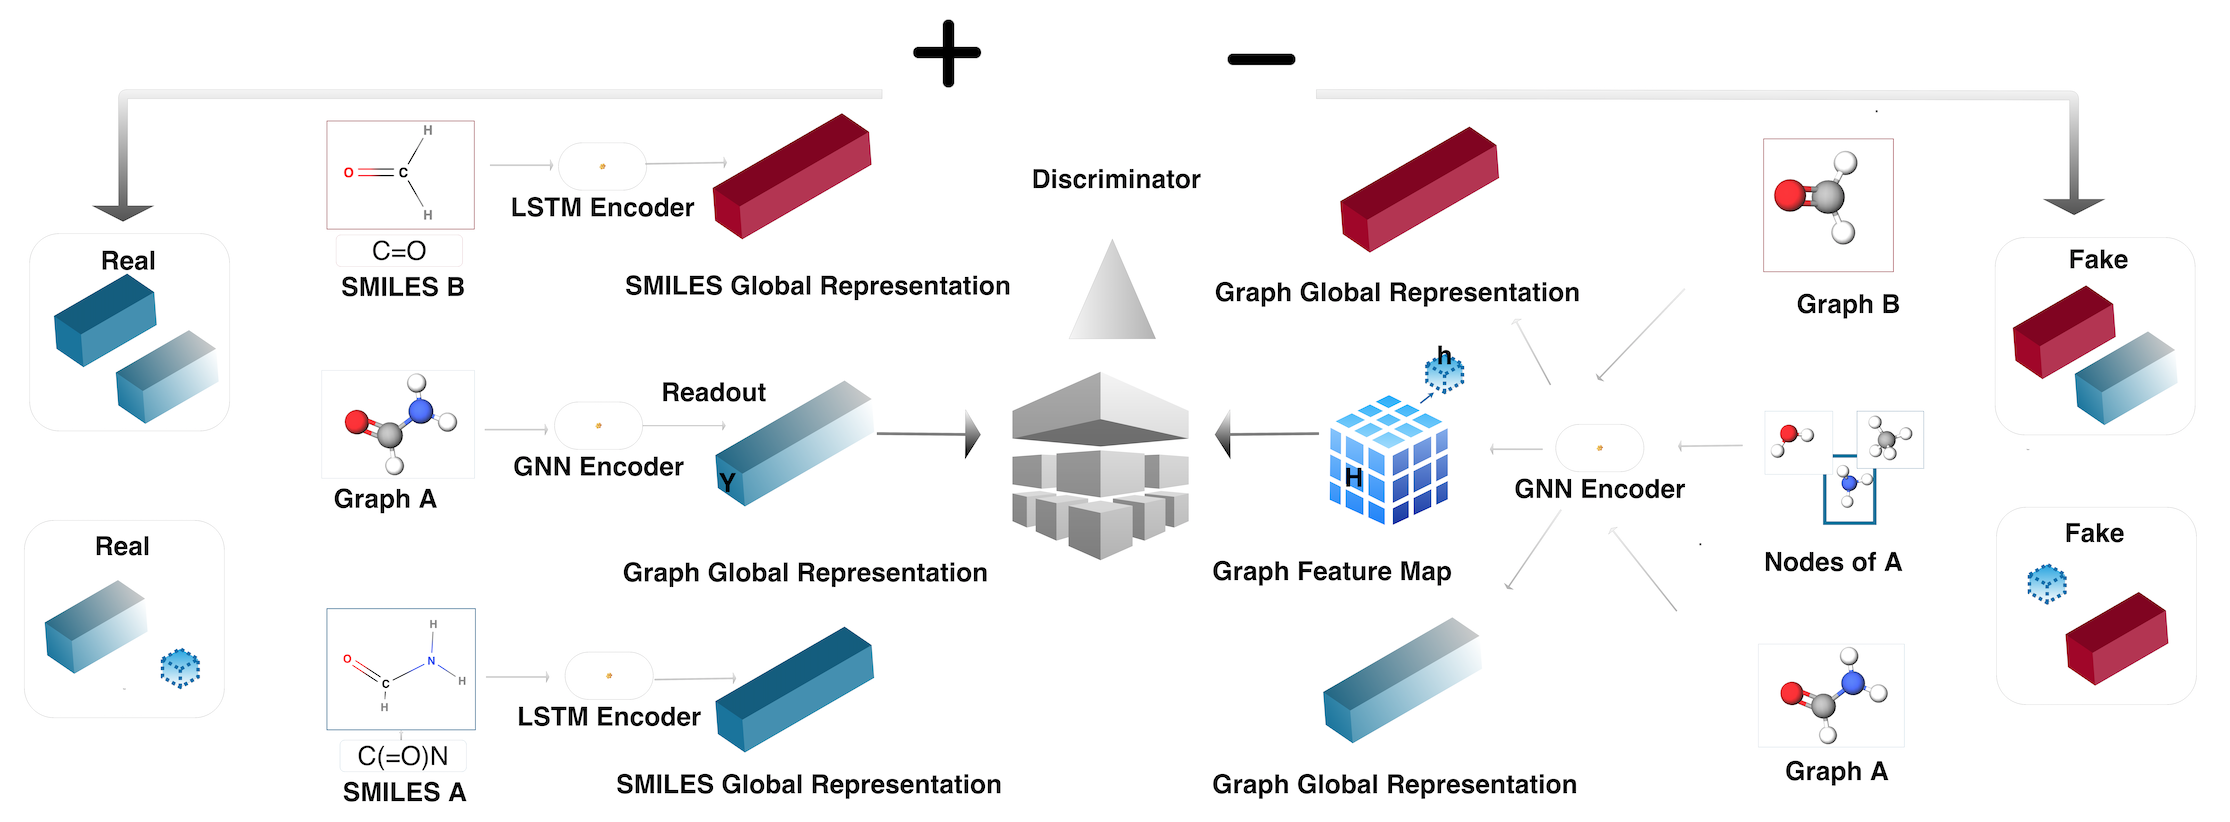 +
−
Real
O
C
H
H
C=O
SMILES B
LSTM Encoder
SMILES Global Representation
Discriminator
Graph Global Representation
Graph B
Fake
Graph A
GNN Encoder
Readout
Y
Graph Global Representation
h
H
Graph Feature Map
GNN Encoder
Nodes of A
Real
O
C
H
N
H
H
C(=O)N
SMILES A
LSTM Encoder
SMILES Global Representation
Graph Global Representation
Graph A
Fake